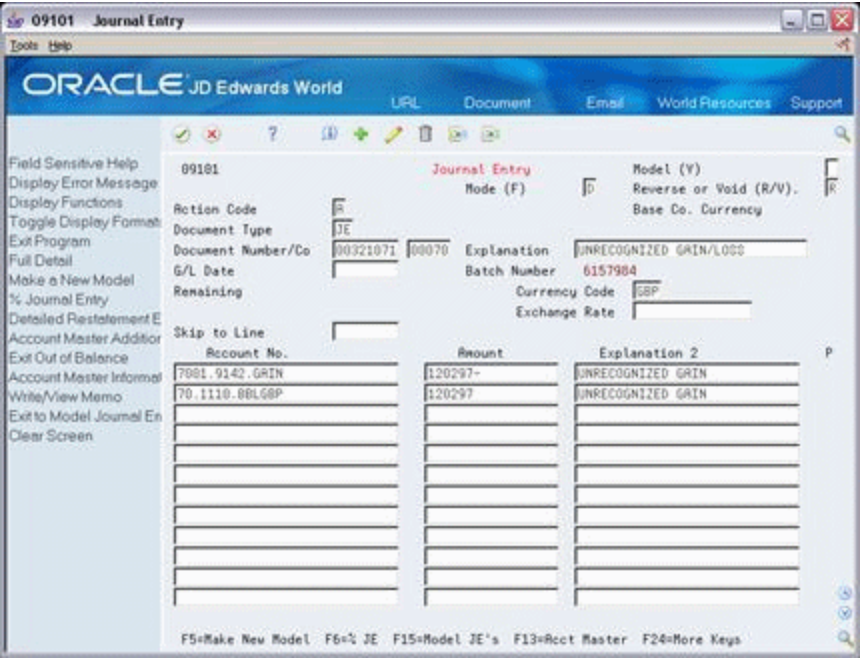 09101 Journal Entry
Tools Help
ORACLE JD Edwards World
URL Document Email World Resources Support
Field Sensitive Help
Display Error Message
Display Functions
Toggle Display Format
Exit Program
Full Detail
Make a New Model
% Journal Entry
Detailed Restatement E
Account Master Addition
Exit Out of Balance
Account Master Informat
Write/View Memo
Exit to Model Journal En
Clear Screen
09101 Journal Entry Model (Y)
Mode (F) D Reverse or Void (R/V). R
Action Code A Base Co. Currency
Document Type JE
Document Number/Co 00321071 00070 Explanation UNRECOGNIZED GAIN/LOSS
G/L Date Batch Number 6157984
Remaining Currency Code GBP
Exchange Rate
Skip to Line
Account No. Amount Explanation 2 P
7081.9142.GAIN 120297- UNRECOGNIZED GAIN
70.1110.BBLGBP 120297 UNRECOGNIZED GAIN
F5=Make New Model F6=% JE F15=Model JE's F13=Acct Master F24=More Keys